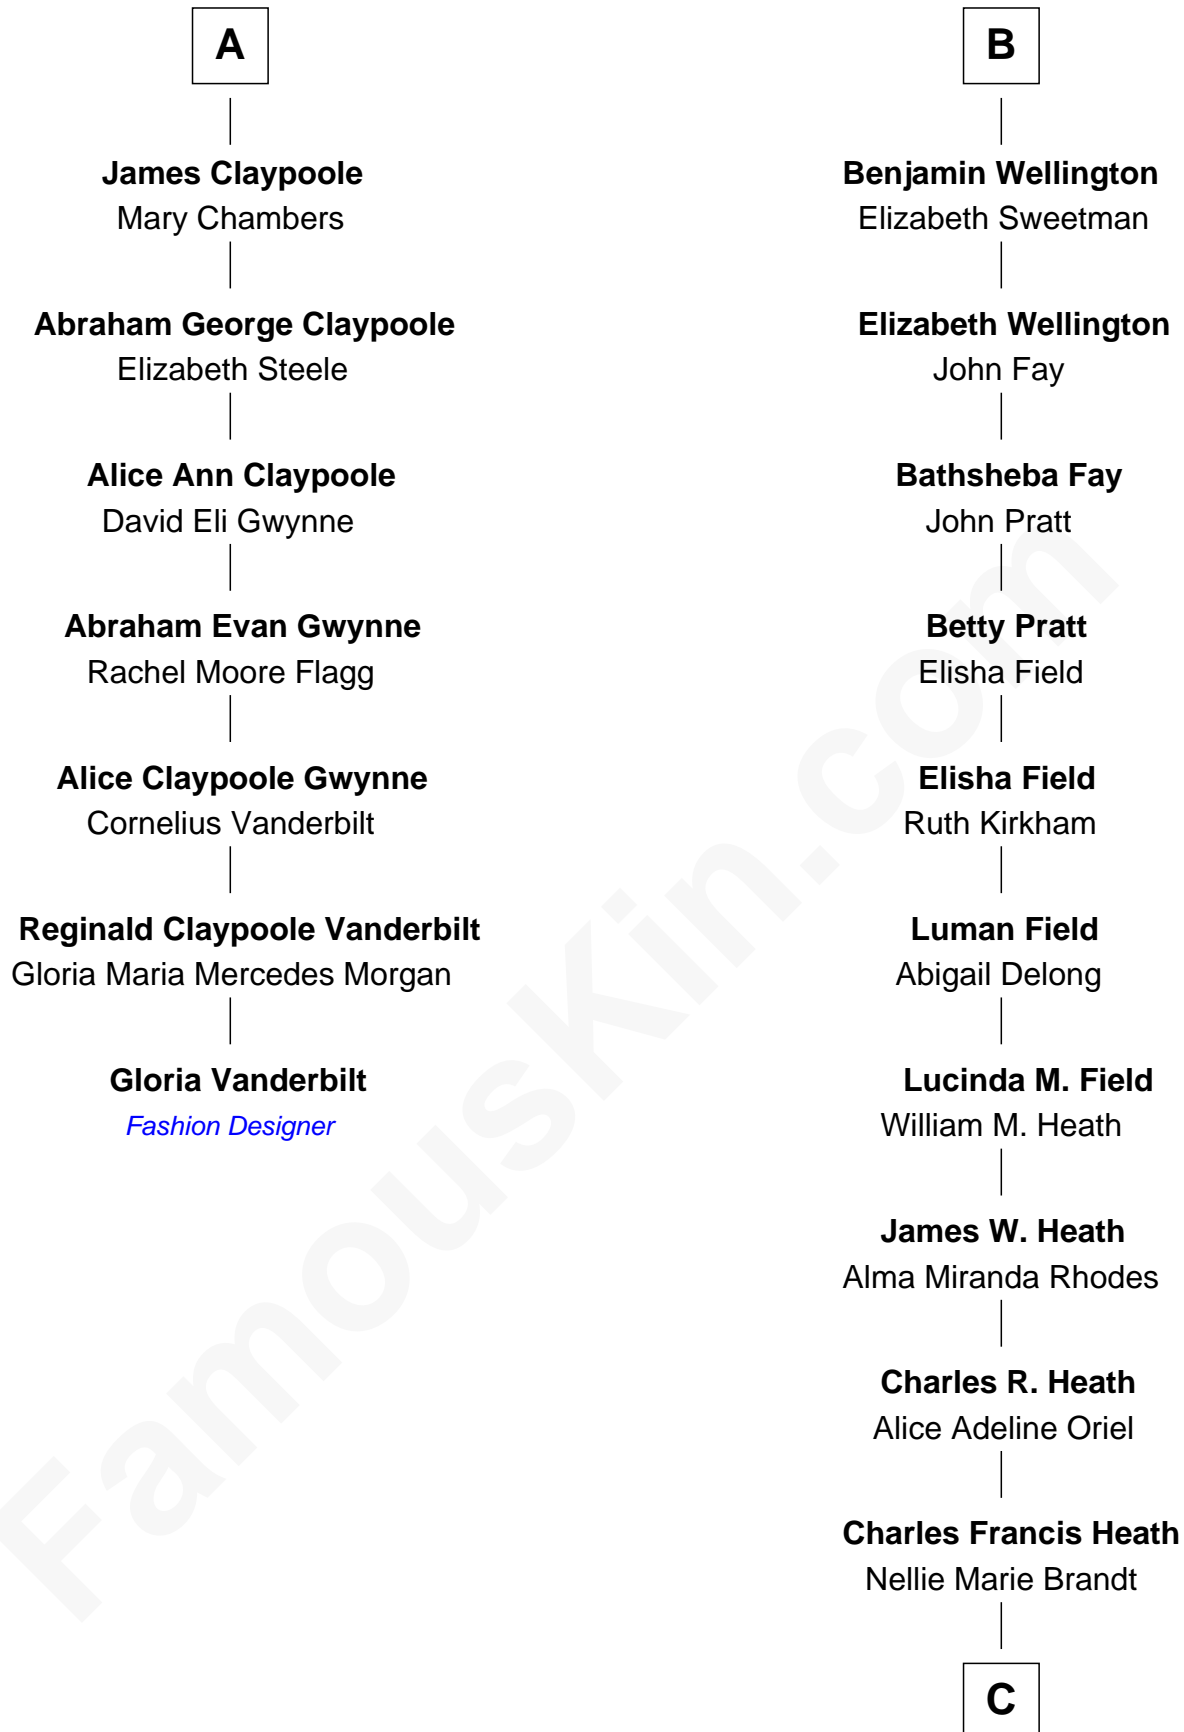 A
James Claypoole
Mary Chambers
Abraham George Claypoole
Elizabeth Steele
Alice Ann Claypoole
David Eli Gwynne
Abraham Evan Gwynne
Rachel Moore Flagg
Alice Claypoole Gwynne
Cornelius Vanderbilt
Reginald Claypoole Vanderbilt
Gloria Maria Mercedes Morgan
Gloria Vanderbilt
Fashion Designer
B
Benjamin Wellington
Elizabeth Sweetman
Elizabeth Wellington
John Fay
Bathsheba Fay
John Pratt
Betty Pratt
Elisha Field
Elisha Field
Ruth Kirkham
Luman Field
Abigail Delong
Lucinda M. Field
William M. Heath
James W. Heath
Alma Miranda Rhodes
Charles R. Heath
Alice Adeline Oriel
Charles Francis Heath
Nellie Marie Brandt
C
FamousKin.com